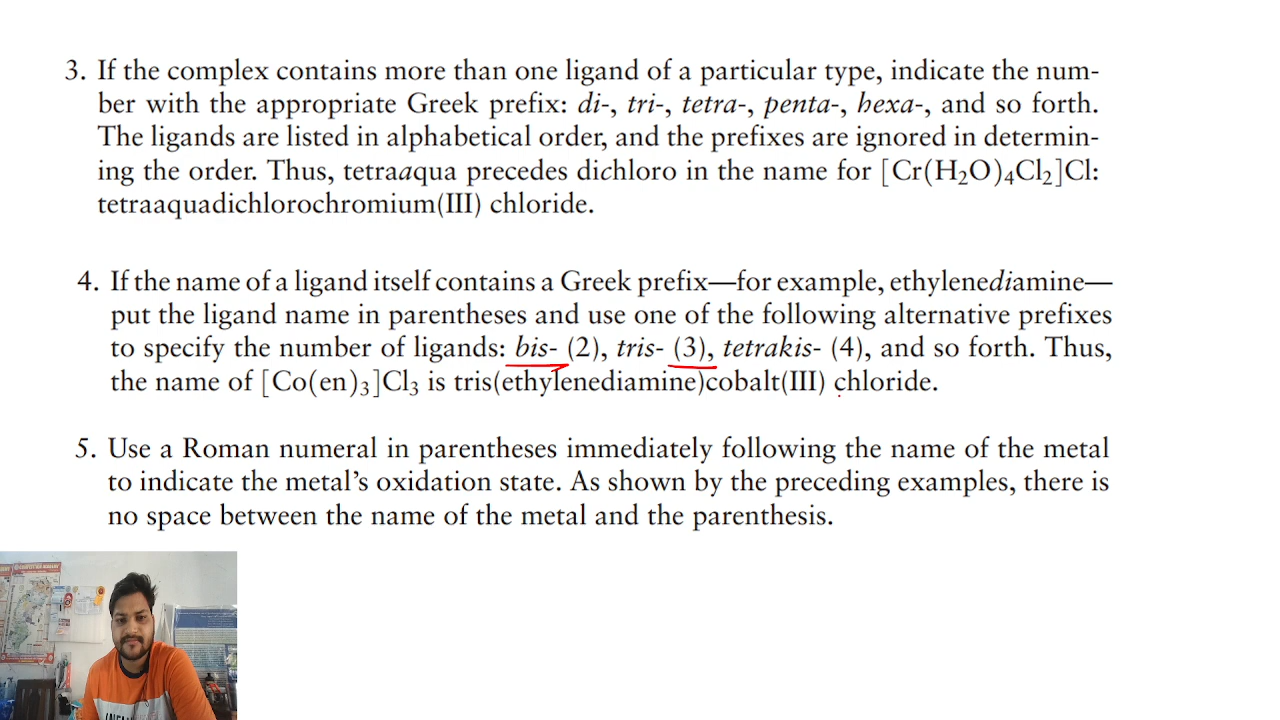 3. If the complex contains more than one ligand of a particular type, indicate the num-
ber with the appropriate Greek prefix: di-, tri-, tetra-, penta-, hexa-, and so forth.
The ligands are listed in alphabetical order, and the prefixes are ignored in determin-
ing the order. Thus, tetraaqua precedes dichloro in the name for [Cr(H₂O)₄Cl₂]Cl:
tetraaquadichlorochromium(III) chloride.
4. If the name of a ligand itself contains a Greek prefix—for example, ethylenediamine—
put the ligand name in parentheses and use one of the following alternative prefixes
to specify the number of ligands: bis- (2), tris- (3), tetrakis- (4), and so forth. Thus,
the name of [Co(en)₃]Cl₃ is tris(ethylenediamine)cobalt(III) chloride.
5. Use a Roman numeral in parentheses immediately following the name of the metal
to indicate the metal's oxidation state. As shown by the preceding examples, there is
no space between the name of the metal and the parenthesis.